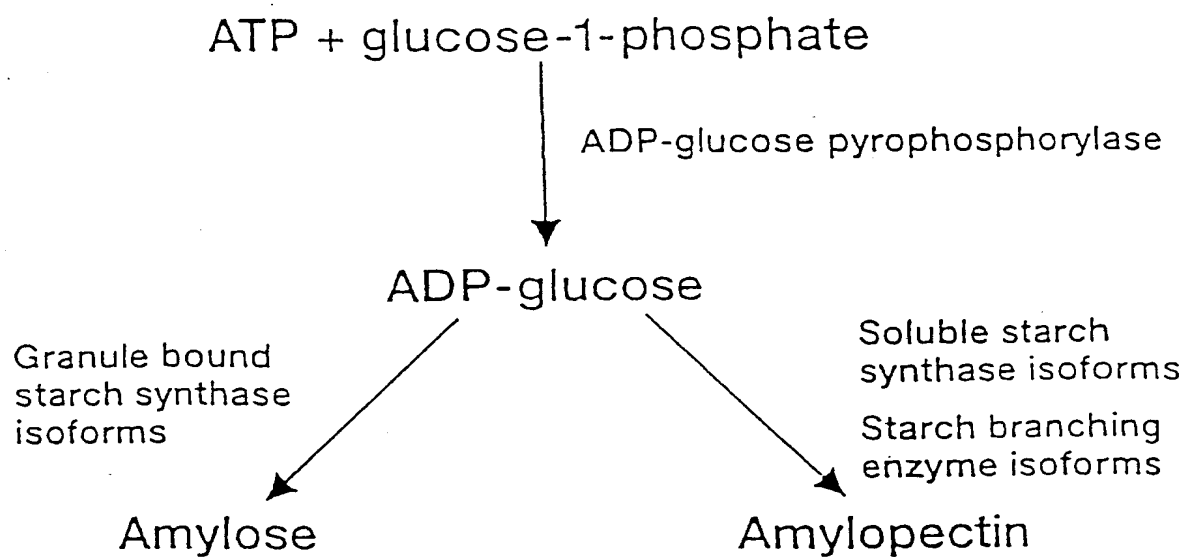 ATP + glucose-1-phosphate
ADP-glucose pyrophosphorylase
ADP-glucose
Granule bound
starch synthase
isoforms
Soluble starch
synthase isoforms
Starch branching
enzyme isoforms
Amylose
Amylopectin